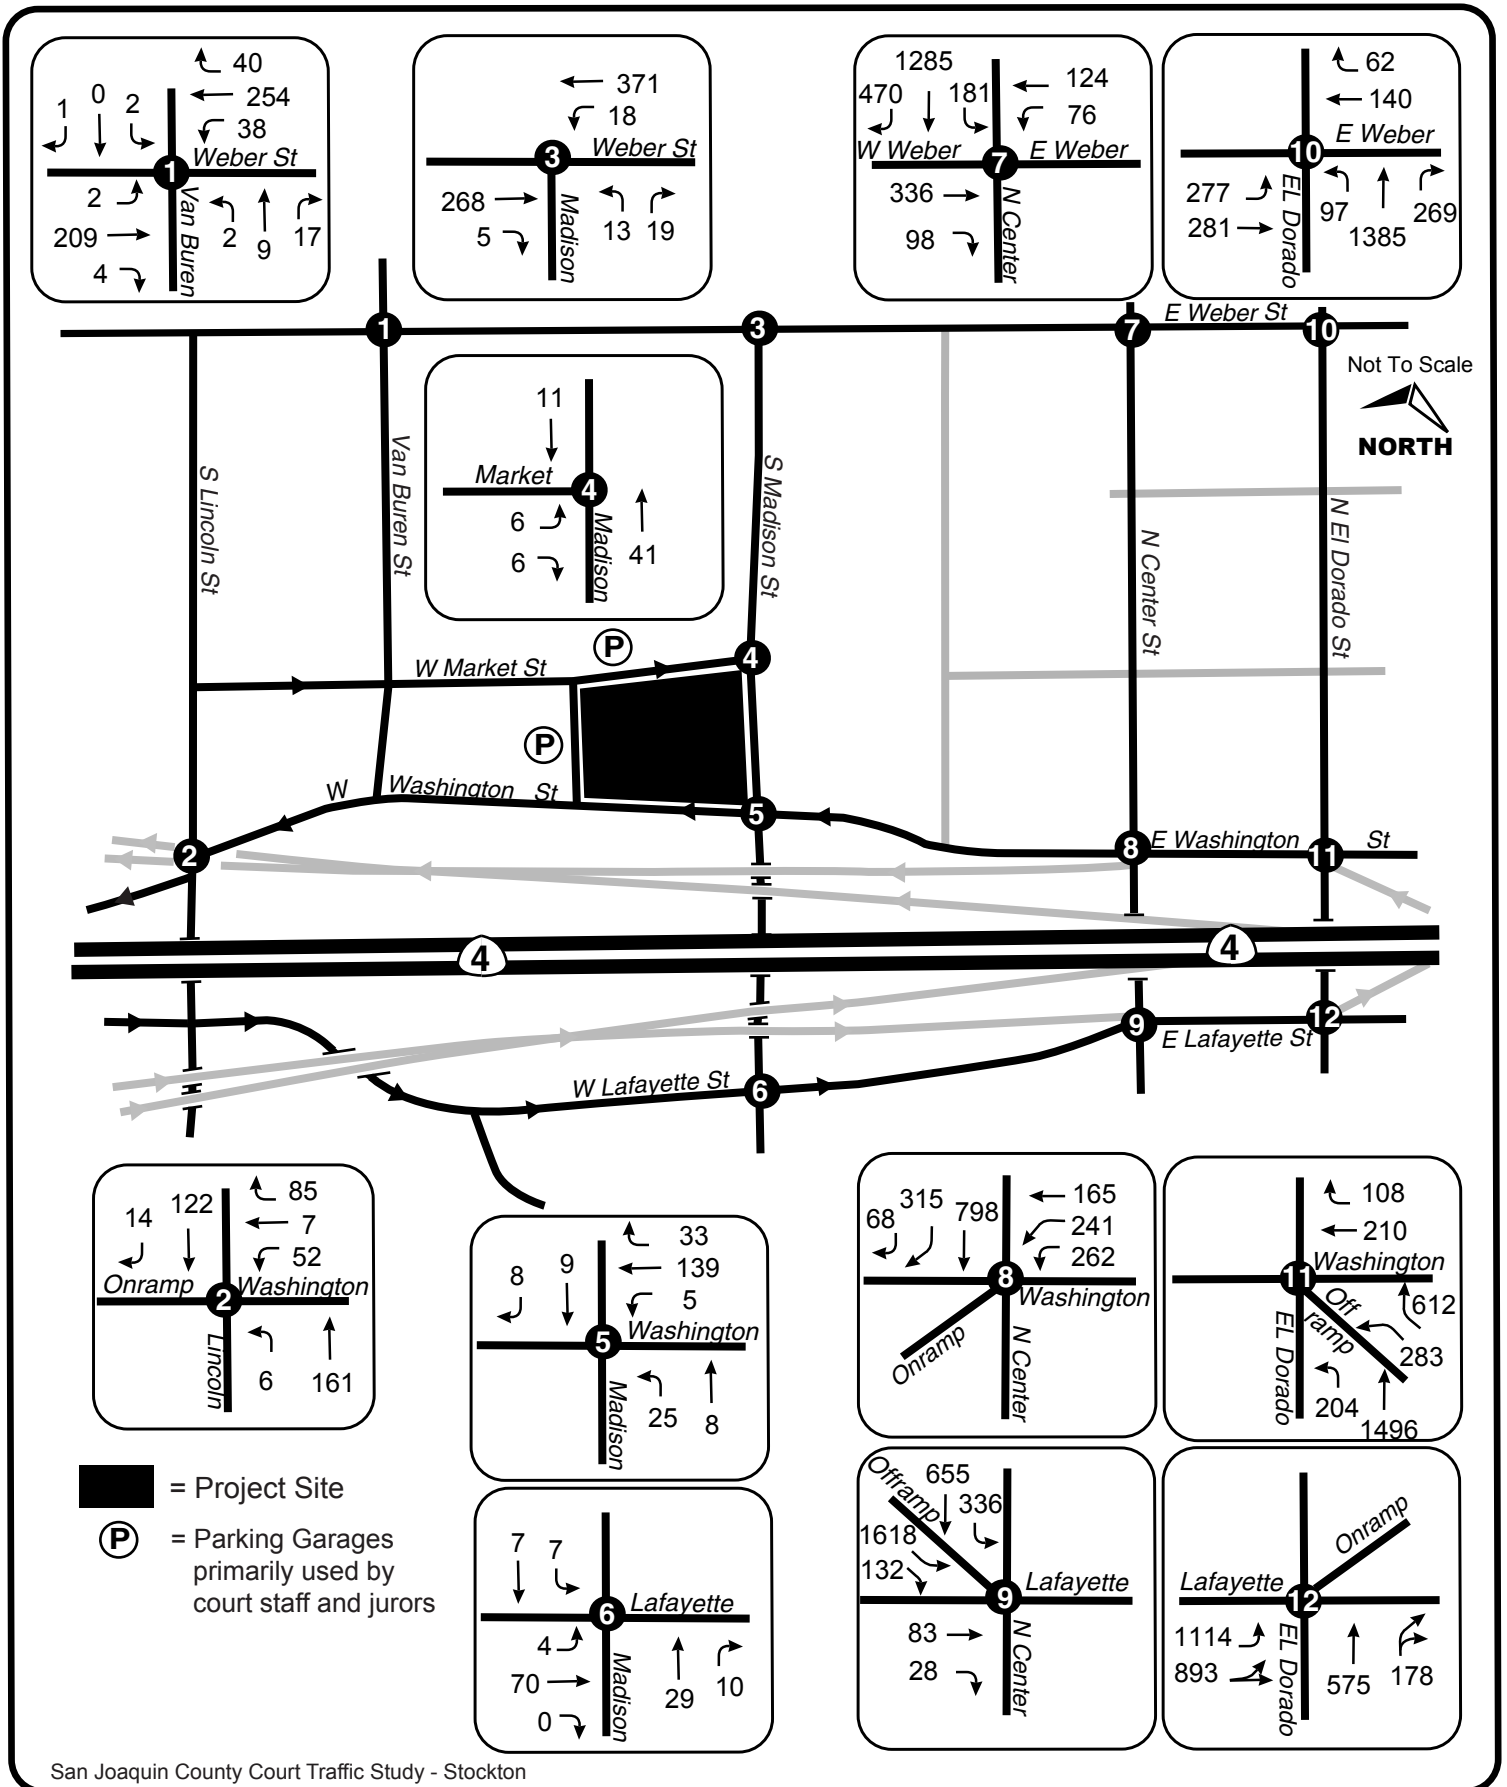 40
254
38
1
0
2
Weber St
1
Van Buren
2
209
4
2
9
17
371
18
Weber St
3
Madison
268
5
13
19
1285
470
181
124
76
W Weber
E Weber
7
N Center
336
98
62
140
E Weber
10
EL Dorado
277
281
97
1385
269
1
3
7
E Weber St
10
Not To Scale
NORTH
11
Market
4
Madison
6
6
41
S Lincoln St
Van Buren St
S Madison St
N Center St
N El Dorado St
P
4
W Market St
P
W Washington St
5
2
8
E Washington St
11
4
4
9
12
E Lafayette St
W Lafayette St
6
14
122
85
7
52
Onramp
Washington
2
Lincoln
6
161
8
9
33
139
5
Washington
5
Madison
25
8
68
315
798
165
241
262
8
Washington
Onramp
N Center
108
210
Washington
11
Off
ramp
EL Dorado
612
283
204
1496
= Project Site
P
= Parking Garages
primarily used by
court staff and jurors
7
7
Lafayette
6
Madison
4
70
0
29
10
Offramp
655
336
1618
132
Lafayette
9
N Center
83
28
Onramp
Lafayette
12
EL Dorado
1114
893
575
178
San Joaquin County Court Traffic Study - Stockton